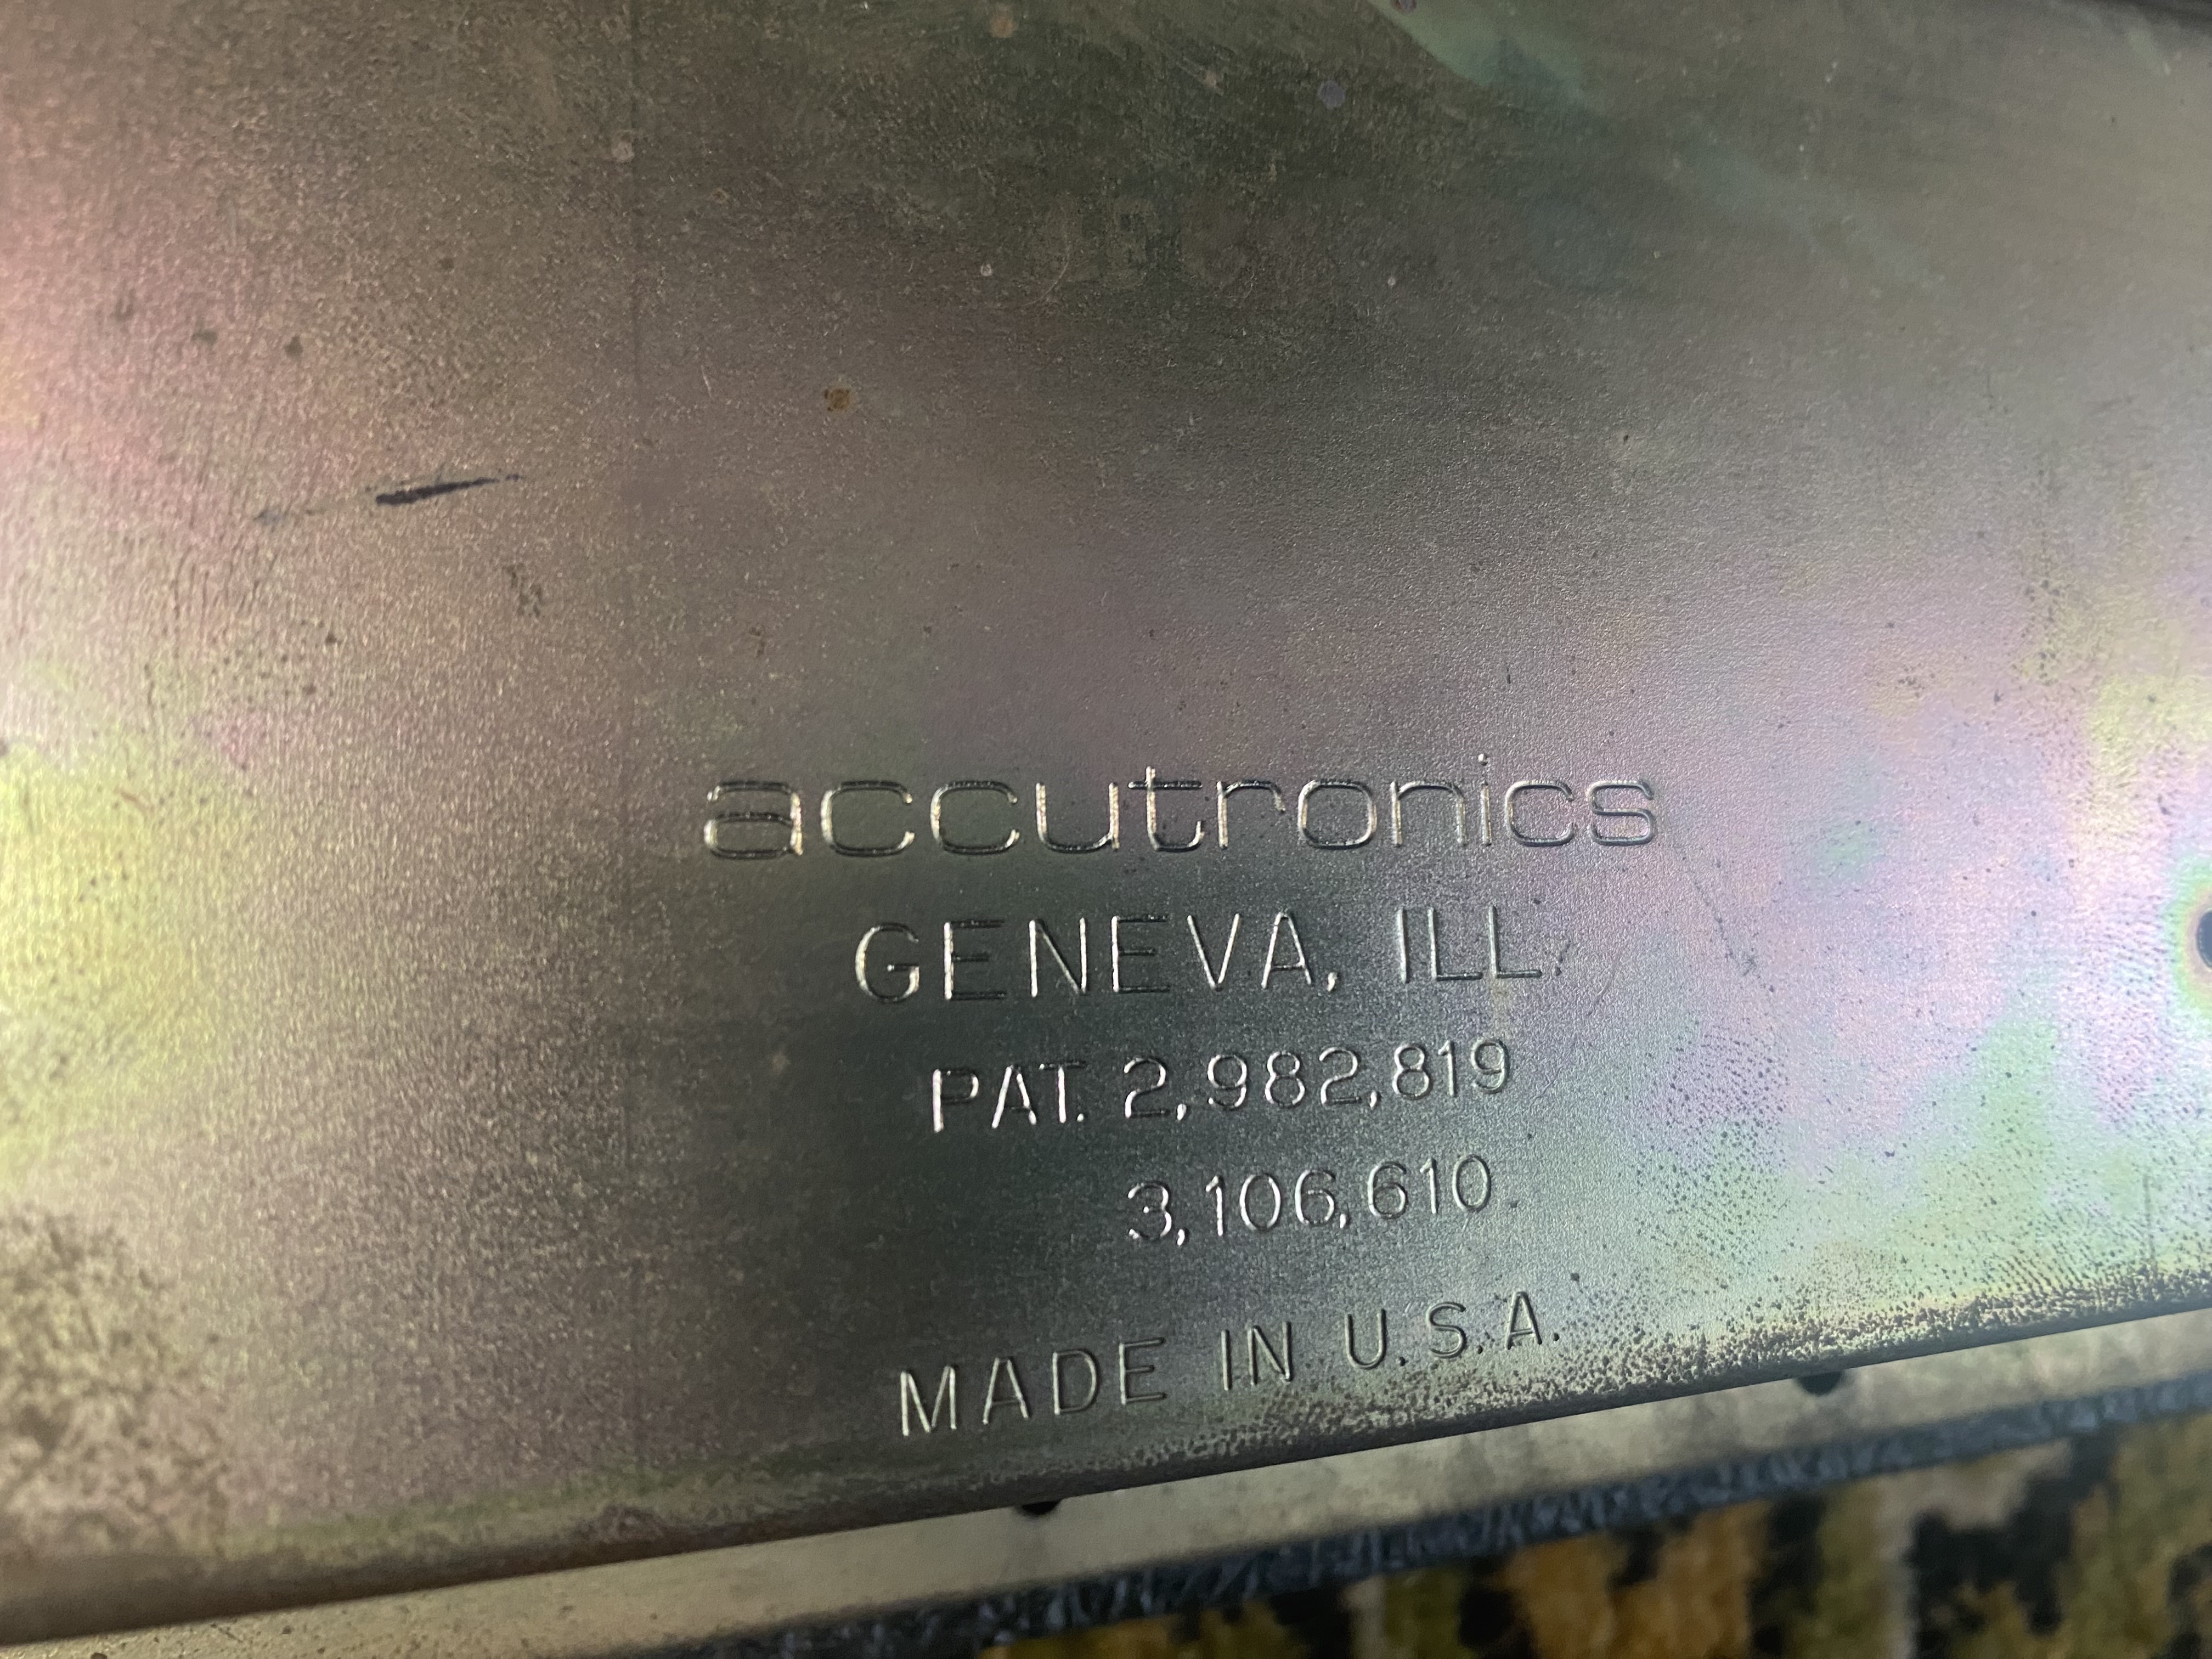 accutronics
GENEVA, ILL.
PAT. 2,982,819
3,106,610
MADE IN U.S.A.